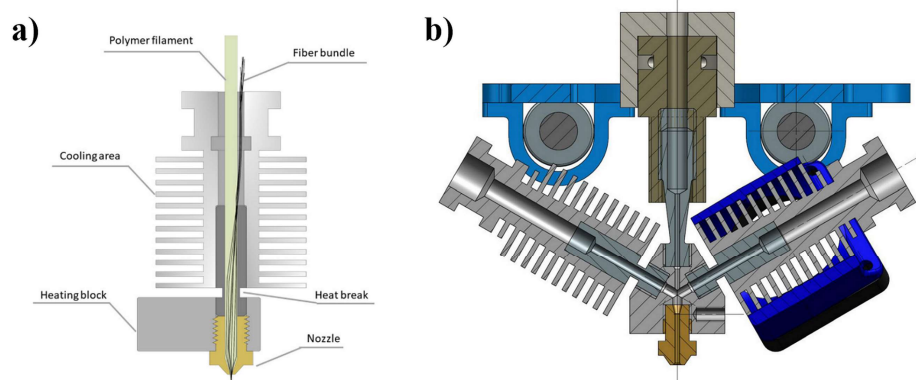 a)
b)
Polymer filament
Fiber bundle
Cooling area
Heating block
Heat break
Nozzle